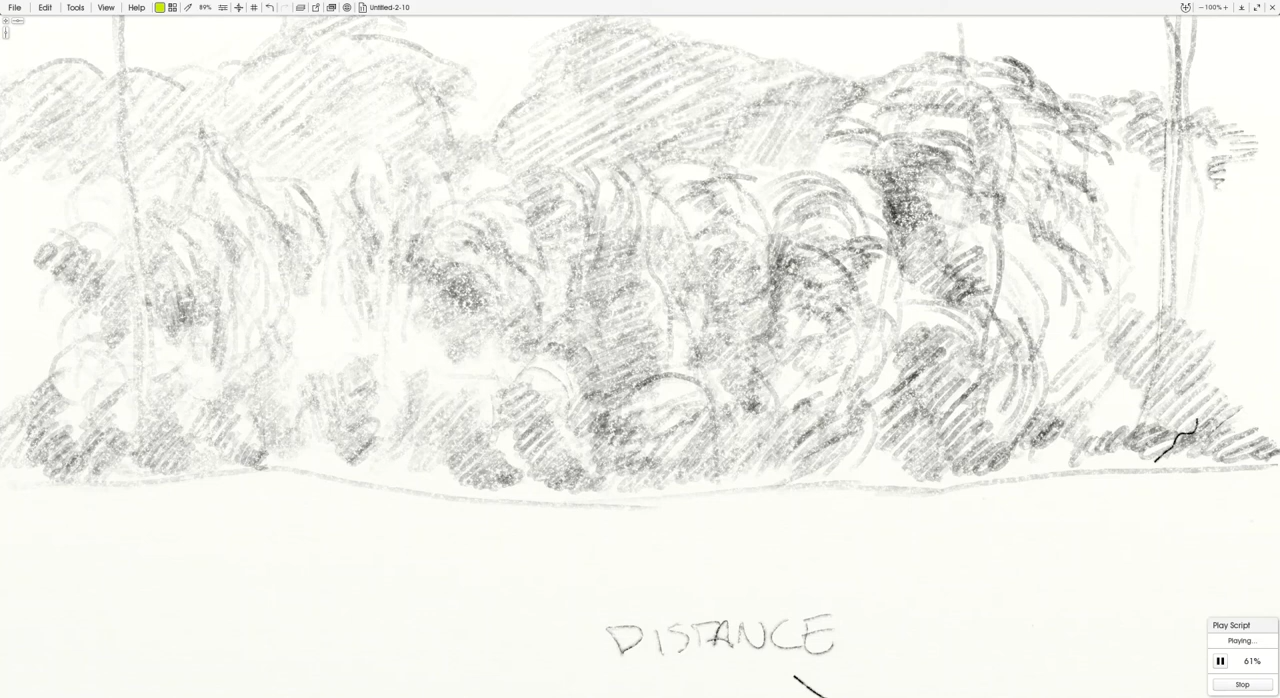 File Edit Tools View Help 89% Untitled-2-10 −100%+
DISTANCE
Play Script
Playing...
61%
Stop